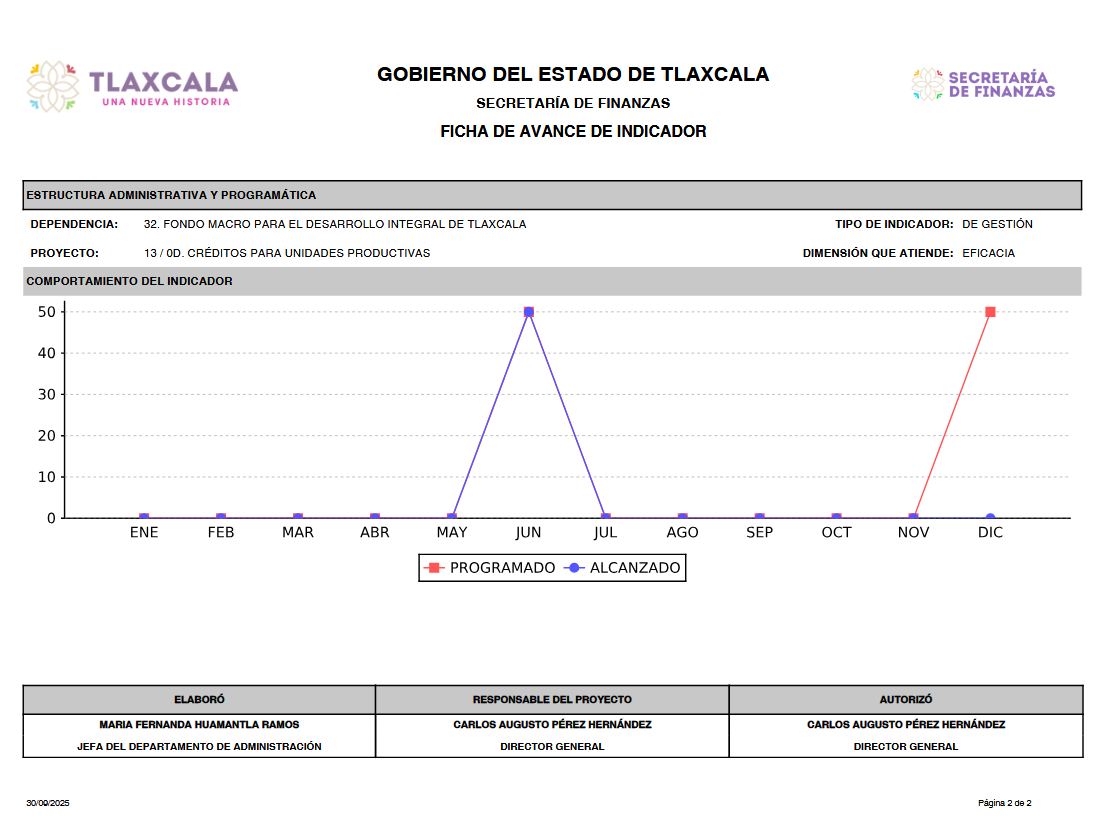 TLAXCALA
UNA NUEVA HISTORIA
GOBIERNO DEL ESTADO DE TLAXCALA
SECRETARÍA DE FINANZAS
FICHA DE AVANCE DE INDICADOR
SECRETARÍA
DE FINANZAS
ESTRUCTURA ADMINISTRATIVA Y PROGRAMÁTICA
DEPENDENCIA: 32. FONDO MACRO PARA EL DESARROLLO INTEGRAL DE TLAXCALA TIPO DE INDICADOR: DE GESTIÓN
PROYECTO: 13 / 0D. CRÉDITOS PARA UNIDADES PRODUCTIVAS DIMENSIÓN QUE ATIENDE: EFICACIA
COMPORTAMIENTO DEL INDICADOR
50
40
30
20
10
0
ENE FEB MAR ABR MAY JUN JUL AGO SEP OCT NOV DIC
PROGRAMADO ALCANZADO
ELABORÓ RESPONSABLE DEL PROYECTO AUTORIZÓ
MARIA FERNANDA HUAMANTLA RAMOS CARLOS AUGUSTO PÉREZ HERNÁNDEZ CARLOS AUGUSTO PÉREZ HERNÁNDEZ
JEFA DEL DEPARTAMENTO DE ADMINISTRACIÓN DIRECTOR GENERAL DIRECTOR GENERAL
30/09/2025 Página 2 de 2